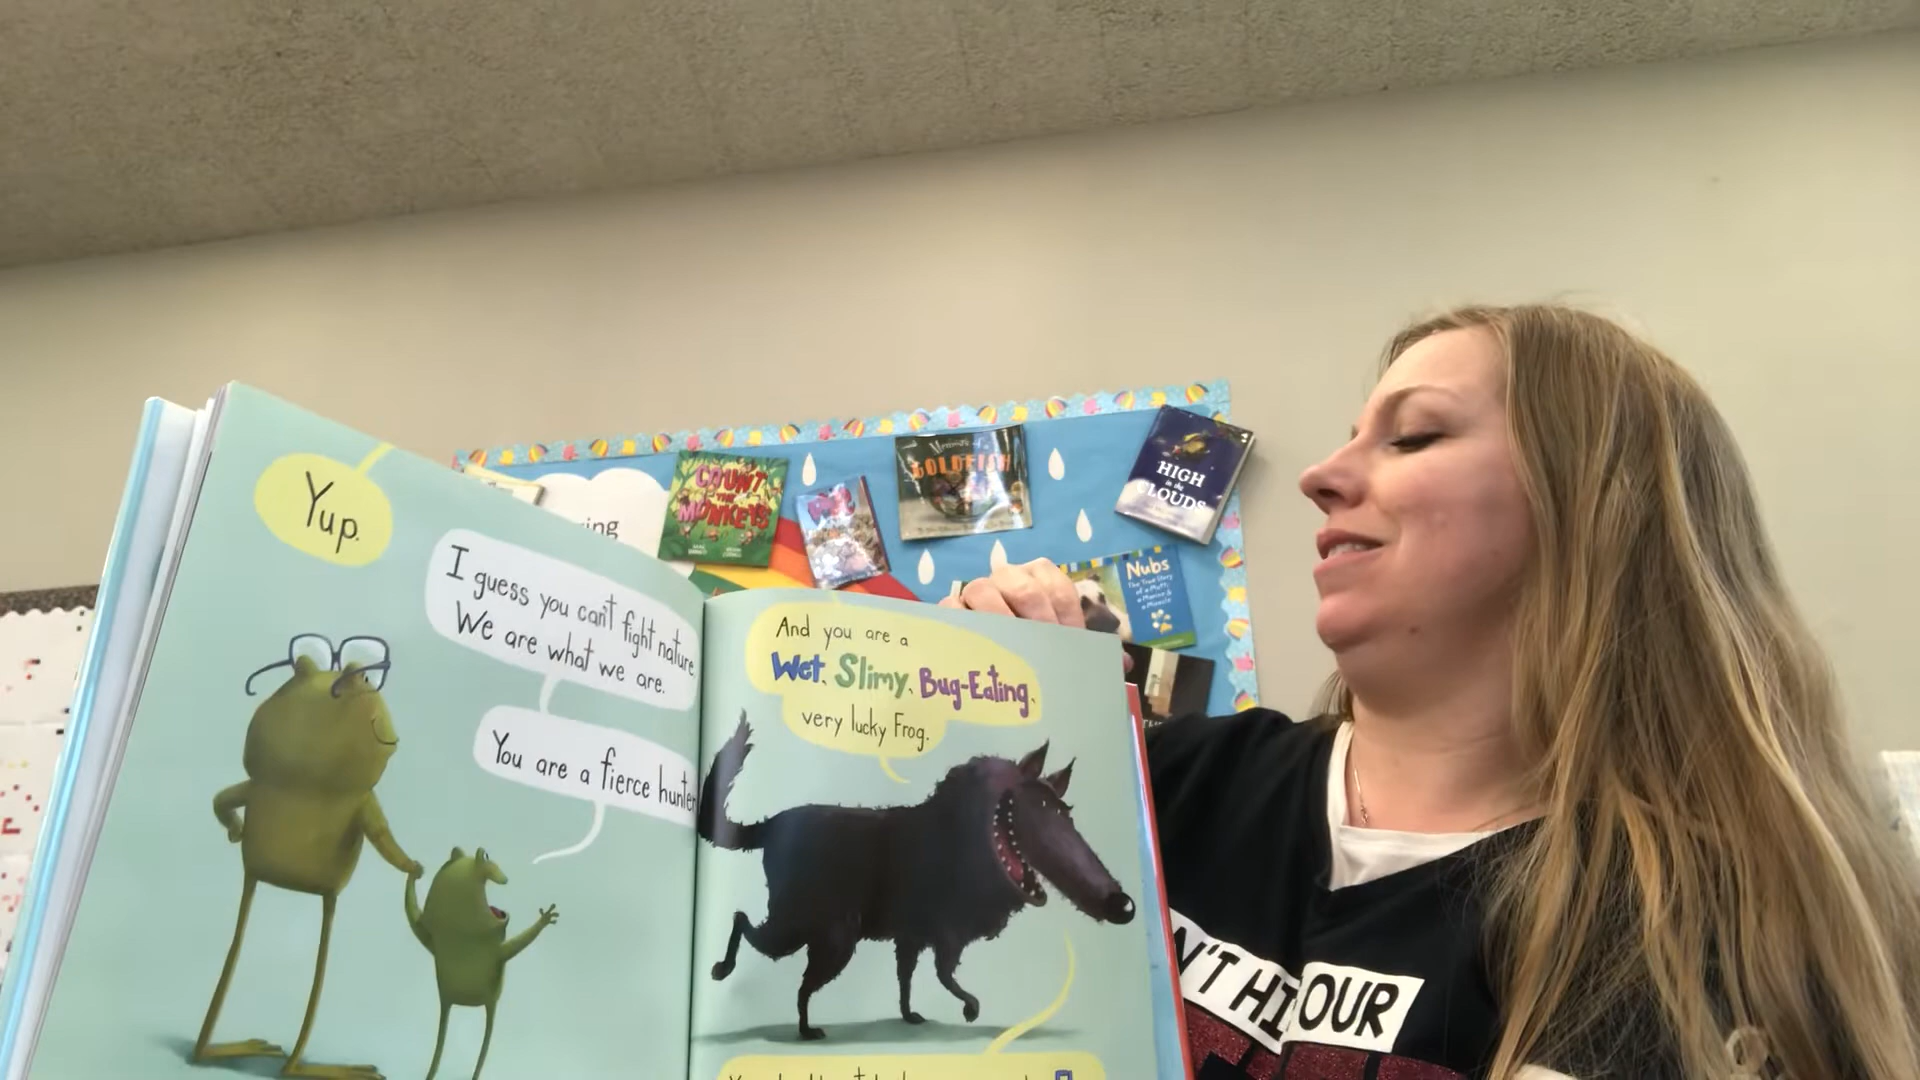 Yup.
I guess you can't fight nature.
We are what we are.
You are a fierce hunter
And you are a
Wet, Slimy, Bug-Eating,
very lucky Frog.
COUNT
THE
MONKEYS
Memoirs of a
GOLDFISH
HIGH
in the
CLOUDS
Nubs
The True Story
of a Mutt,
a Marine &
a Miracle
N'T HI
OUR